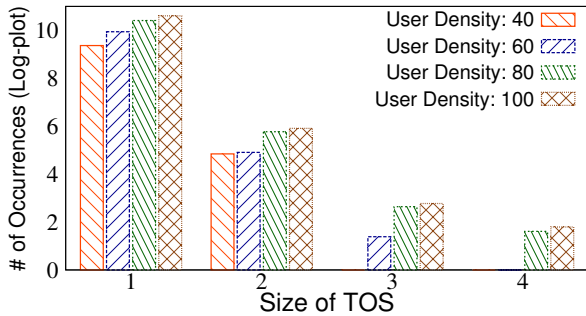 # of Occurrences (Log-plot)
10
8
6
4
2
0
User Density: 40
User Density: 60
User Density: 80
User Density: 100
1 2 3 4
Size of TOS